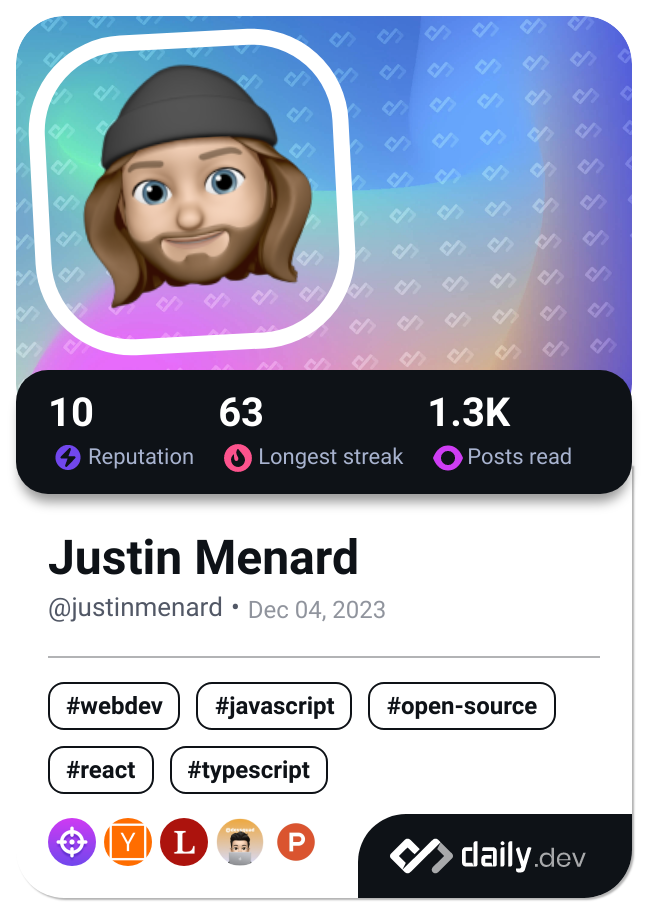 10 63 1.3K
Reputation Longest streak Posts read
Justin Menard
@justinmenard • Dec 04, 2023
#webdev #javascript #open-source
#react #typescript
Y L P
daily.dev